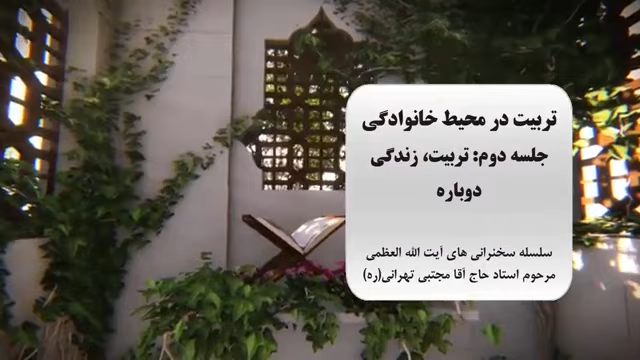 تربیت در محیط خانوادگی
جلسه دوم: تربیت، زندگی
دوباره
سلسله سخنرانی های آیت الله العظمی
مرحوم استاد حاج آقا مجتبی تهرانی(ره)